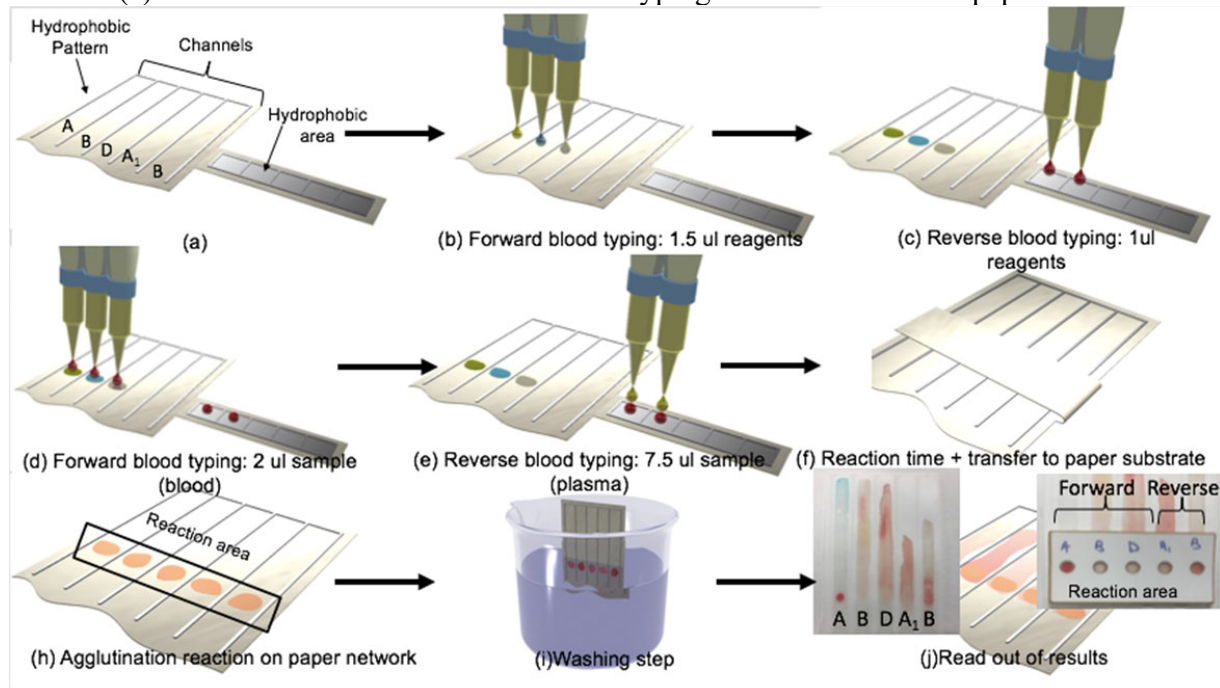 Hydrophobic
Pattern
Channels
Hydrophobic
area
A
B
D
A₁
B
(a)
(b) Forward blood typing: 1.5 ul reagents
(c) Reverse blood typing: 1ul
reagents
(d) Forward blood typing: 2 ul sample
(blood)
(e) Reverse blood typing: 7.5 ul sample
(plasma)
(f) Reaction time + transfer to paper substrate
Reaction area
(h) Agglutination reaction on paper network
(i)Washing step
A B D A₁ B
Forward Reverse
A B D A₁ B
Reaction area
(j)Read out of results